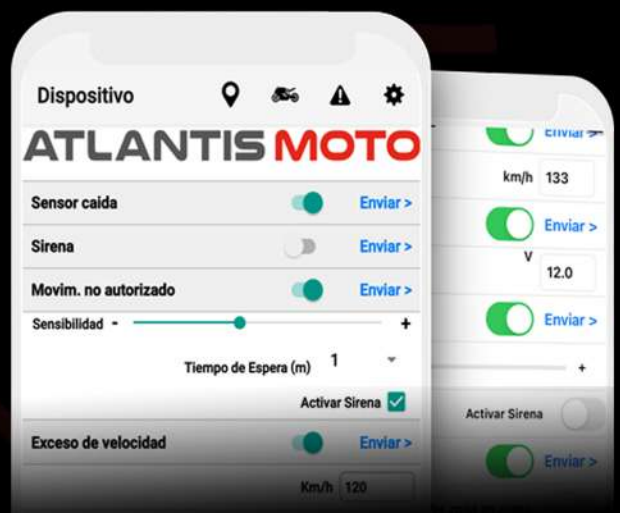 Dispositivo
ATLANTIS MOTO
Sensor caida Enviar >
Sirena Enviar >
Movim. no autorizado Enviar >
Sensibilidad - +
Tiempo de Espera (m) 1
Activar Sirena
Exceso de velocidad Enviar >
Km/h 120
Enviar >
km/h 133
Enviar >
V 12.0
Enviar >
+
Activar Sirena
Enviar >